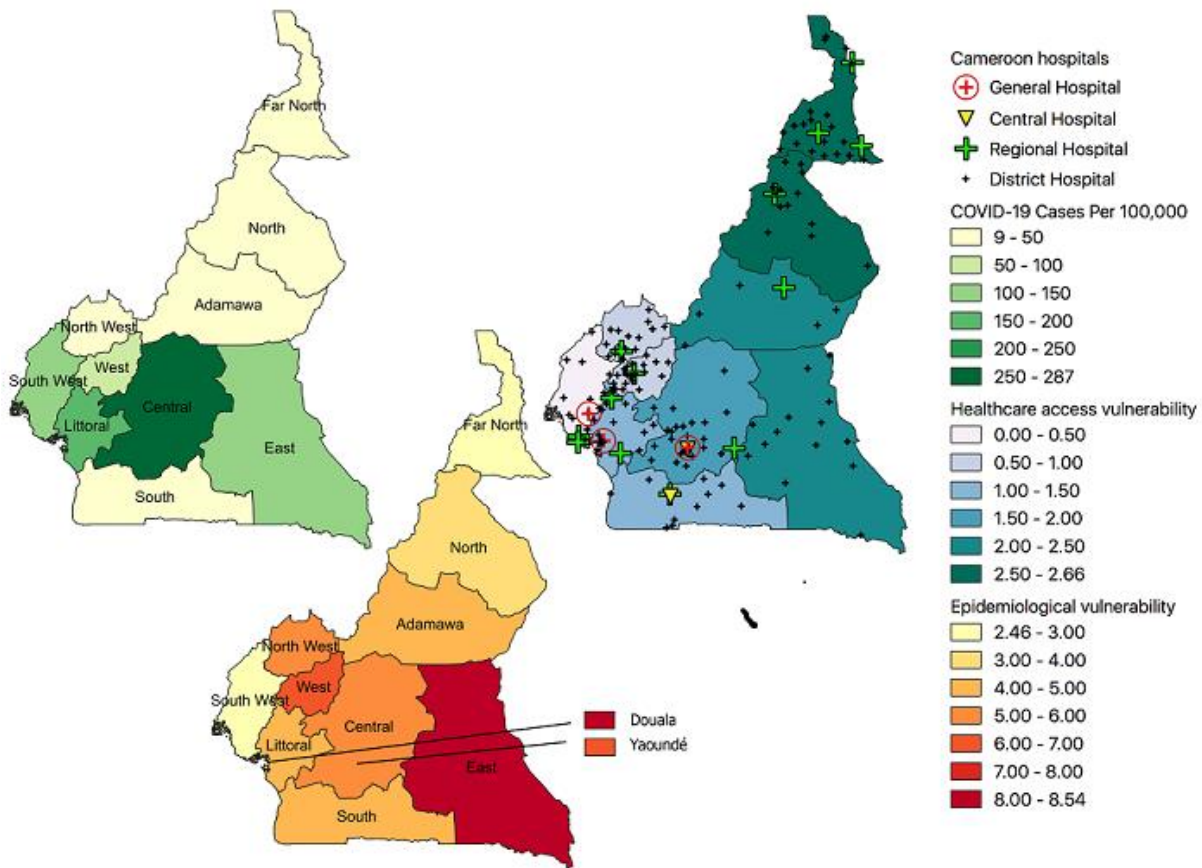 Far North
North
Adamawa
North West
West
South West
Littoral
Central
East
South
Far North
North
Adamawa
North West
West
South West
Central
Littoral
East
South
Douala
Yaoundé
Cameroon hospitals
General Hospital
Central Hospital
Regional Hospital
District Hospital
COVID-19 Cases Per 100,000
9 - 50
50 - 100
100 - 150
150 - 200
200 - 250
250 - 287
Healthcare access vulnerability
0.00 - 0.50
0.50 - 1.00
1.00 - 1.50
1.50 - 2.00
2.00 - 2.50
2.50 - 2.66
Epidemiological vulnerability
2.46 - 3.00
3.00 - 4.00
4.00 - 5.00
5.00 - 6.00
6.00 - 7.00
7.00 - 8.00
8.00 - 8.54